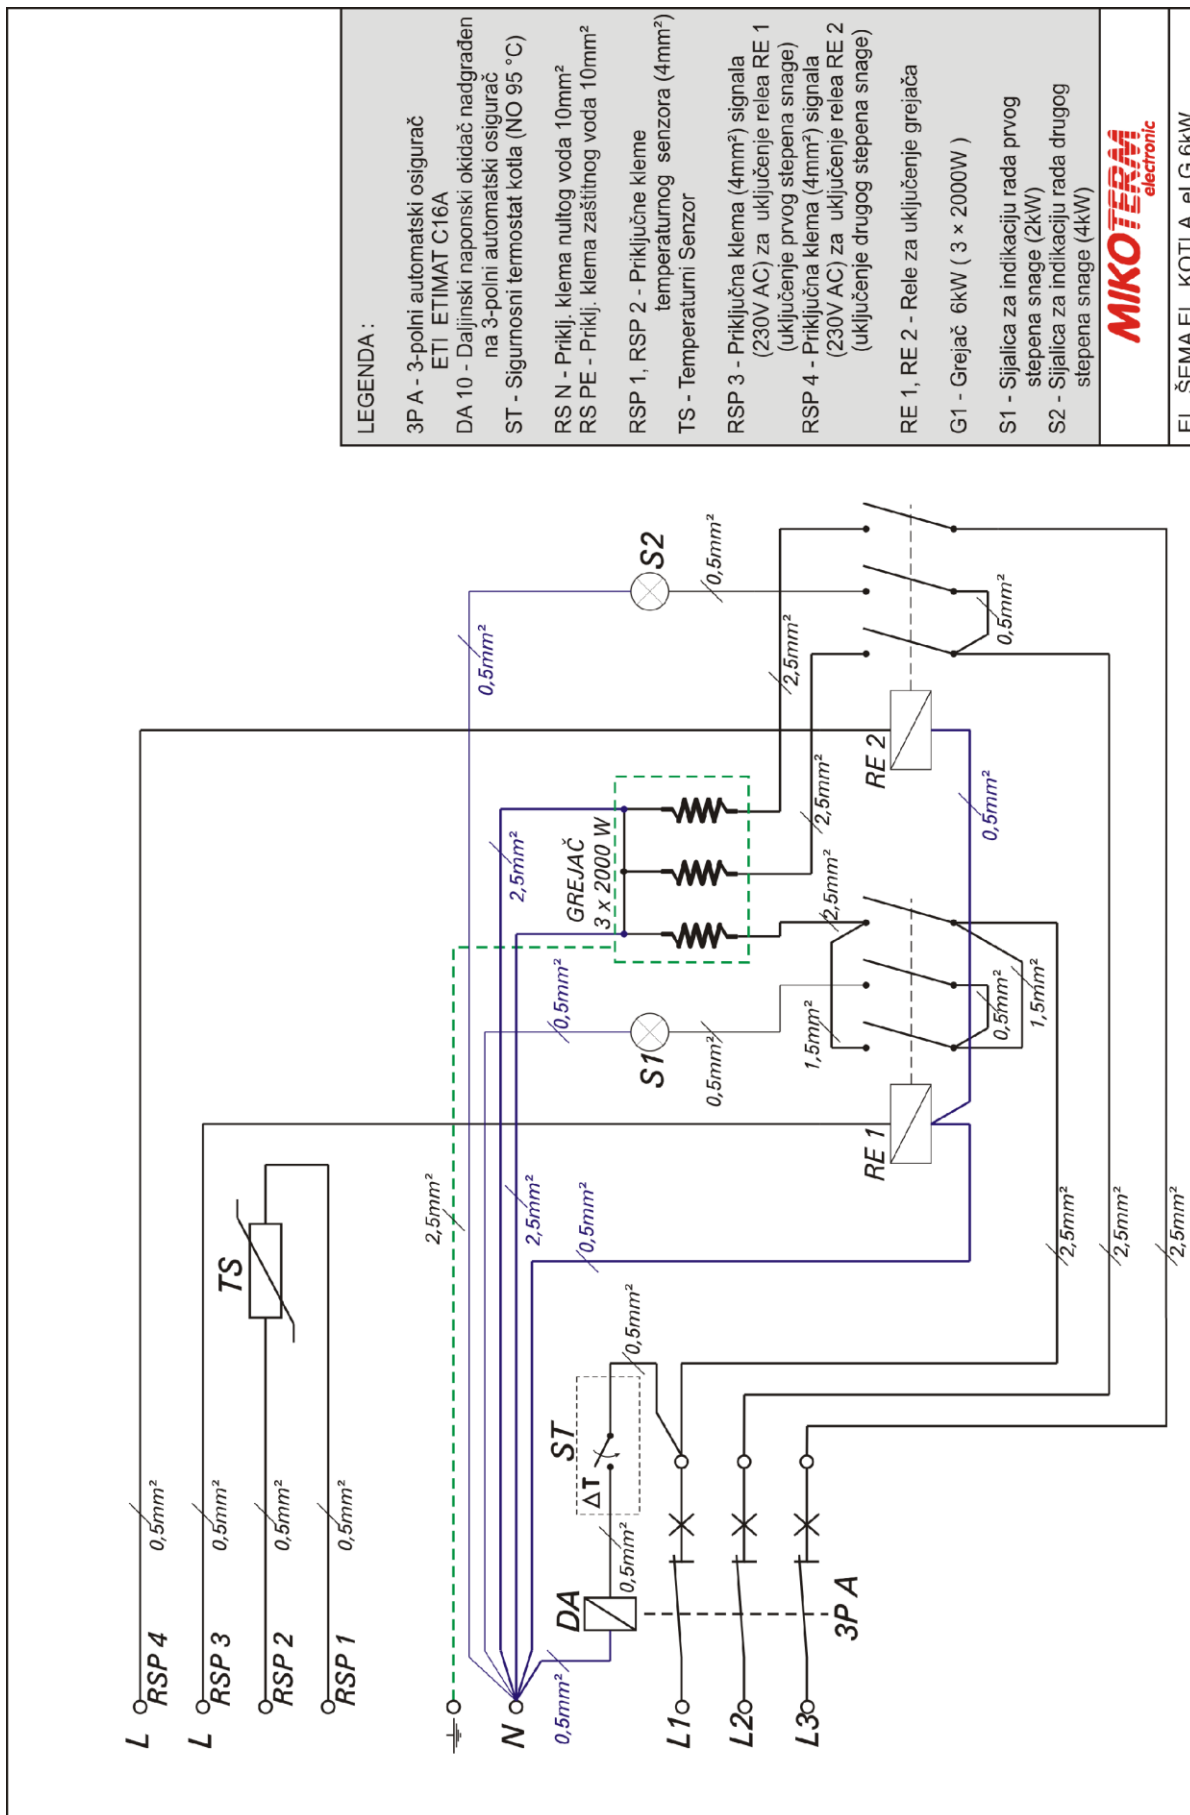 L
RSP 4
0,5mm²
L
RSP 3
0,5mm²
RSP 2
0,5mm²
RSP 1
0,5mm²
TS
N
2,5mm²
0,5mm²
0,5mm²
2,5mm²
2,5mm²
0,5mm²
0,5mm²
GREJAČ
3 x 2000 W
S1
0,5mm²
S2
0,5mm²
2,5mm²
2,5mm²
2,5mm²
1,5mm²
0,5mm²
1,5mm²
0,5mm²
RE 1
RE 2
0,5mm²
DA
0,5mm²
ΔT
ST
0,5mm²
L1
L2
L3
3P A
2,5mm²
2,5mm²
2,5mm²
LEGENDA :
3P A - 3-polni automatski osigurač
ETI ETIMAT C16A
DA 10 - Daljinski naponski okidač nadgrađen
na 3-polni automatski osigurač
ST - Sigurnosni termostat kotla (NO 95 °C)
RS N - Priklj. klema nultog voda 10mm²
RS PE - Priklj. klema zaštitnog voda 10mm²
RSP 1, RSP 2 - Priključne kleme
temperaturnog senzora (4mm²)
TS - Temperaturni Senzor
RSP 3 - Priključna klema (4mm²) signala
(230V AC) za uključenje relea RE 1
(uključenje prvog stepena snage)
RSP 4 - Priključna klema (4mm²) signala
(230V AC) za uključenje relea RE 2
(uključenje drugog stepena snage)
RE 1, RE 2 - Rele za uključenje grejača
G1 - Grejač 6kW ( 3 × 2000W )
S1 - Sijalica za indikaciju rada prvog
stepena snage (2kW)
S2 - Sijalica za indikaciju rada drugog
stepena snage (4kW)
MIKOTERM
electronic
EL. ŠEMA EL. KOTLA el G 6kW